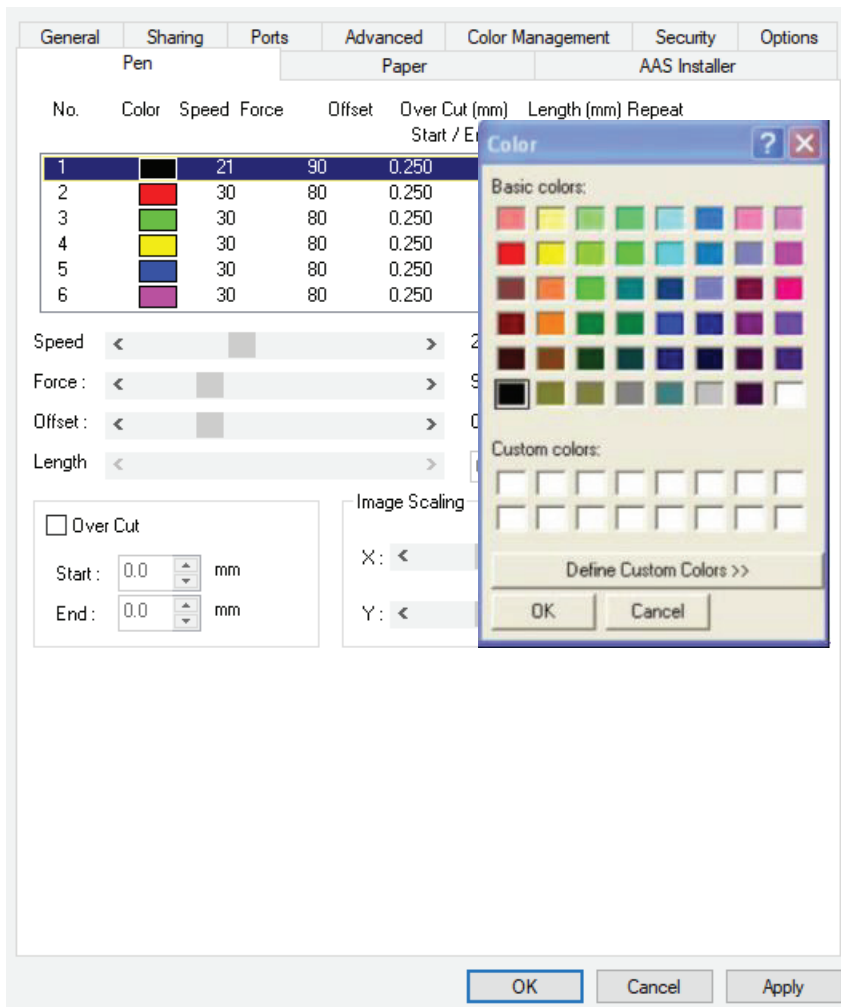 General Sharing Ports Advanced Color Management Security Options
Pen Paper AAS Installer
No. Color Speed Force Offset Over Cut (mm) Length (mm) Repeat
Start /
1 21 90 0.250
2 30 80 0.250
3 30 80 0.250
4 30 80 0.250
5 30 80 0.250
6 30 80 0.250
Speed
Force :
Offset :
Length
Over Cut
Start : 0.0 mm
End : 0.0 mm
Image Scaling
X :
Y :
Color
Basic colors:
Custom colors:
Define Custom Colors >>
OK Cancel
OK Cancel Apply